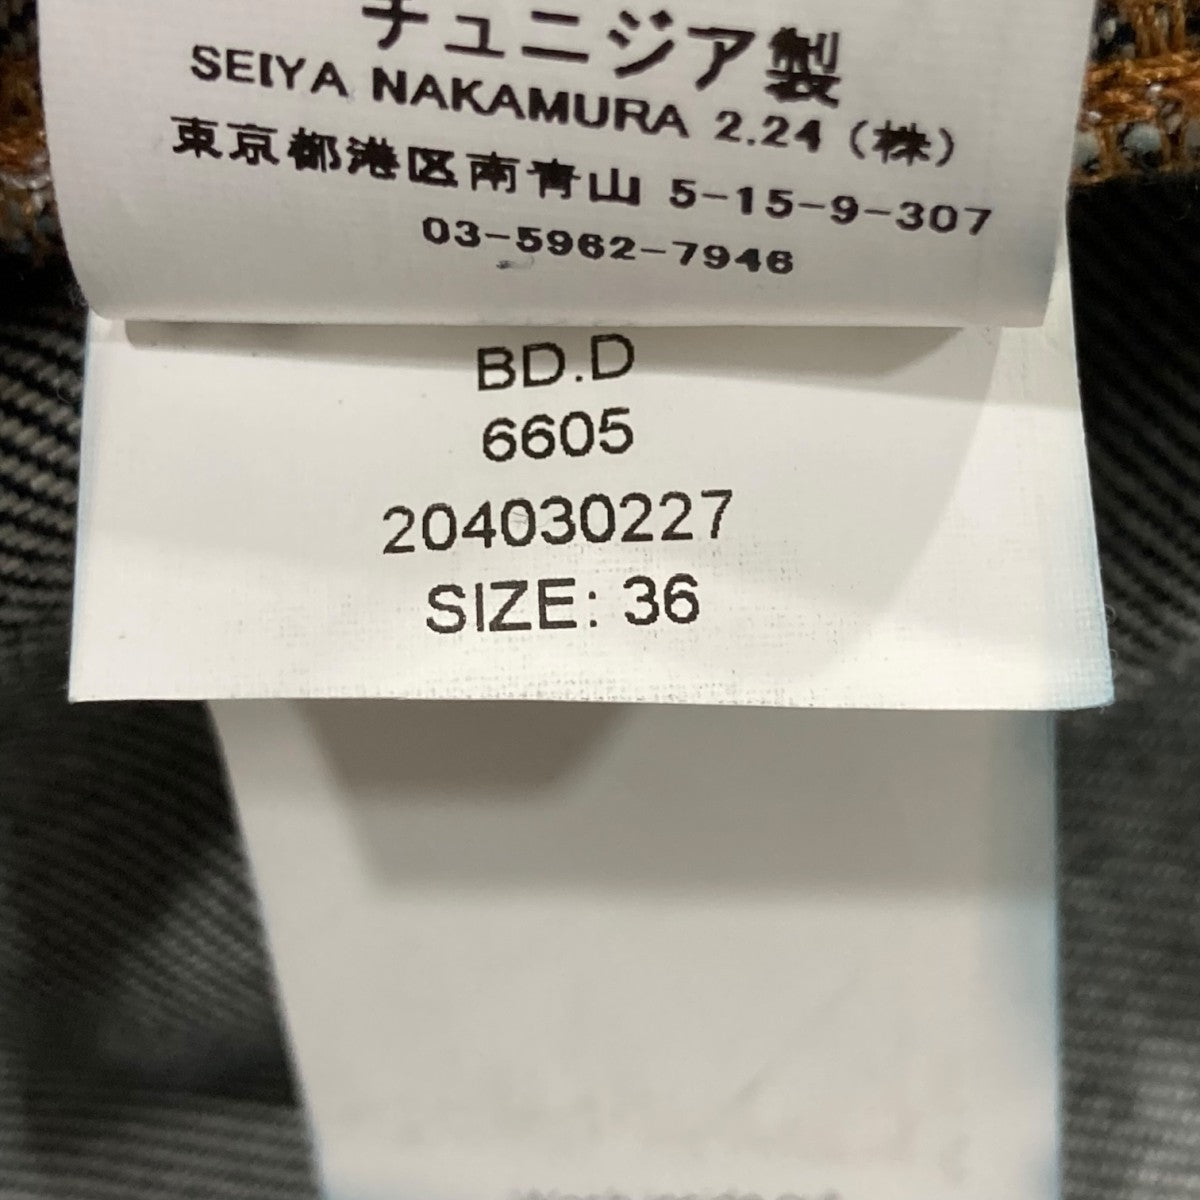 チュニジア製
SEIYA NAKAMURA 2.24 (株)
東京都港区南青山 5-15-9-307
03-5962-7946
BD.D
6605
204030227
SIZE: 36